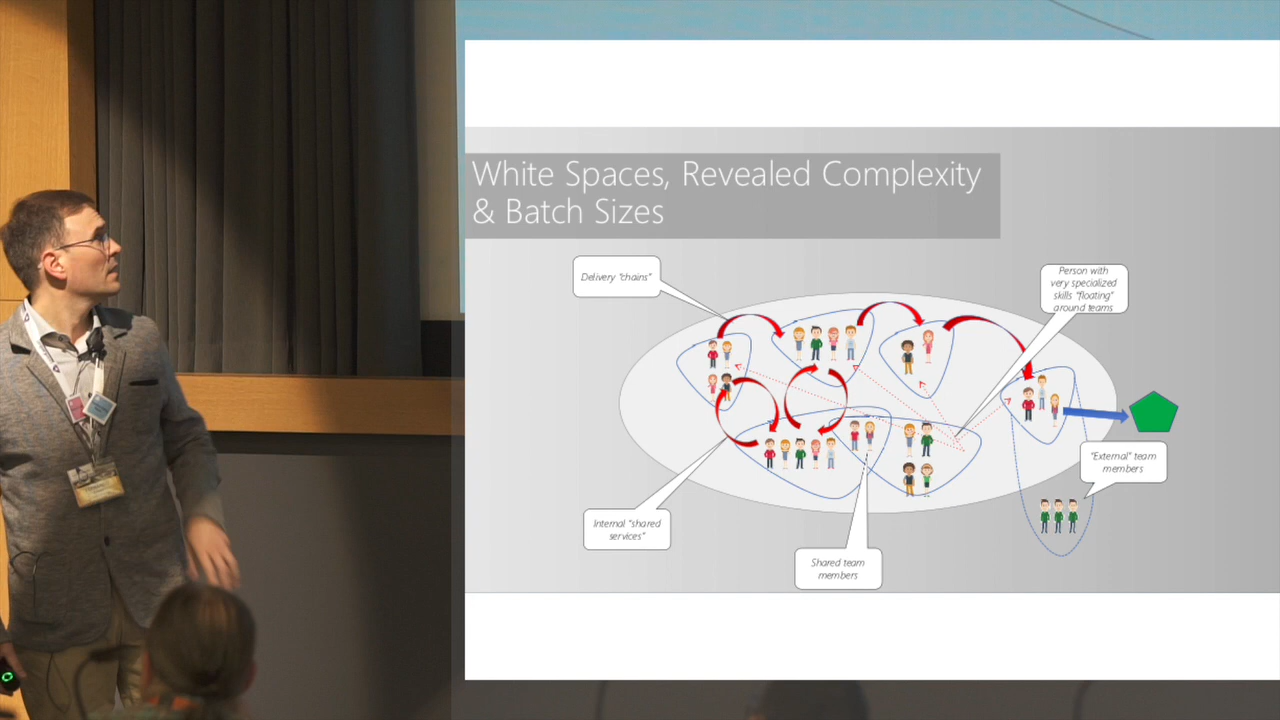 White Spaces, Revealed Complexity
& Batch Sizes
Delivery "chains"
Person with
very specialized
skills "floating"
around teams
"External" team
members
Internal "shared
services"
Shared team
members